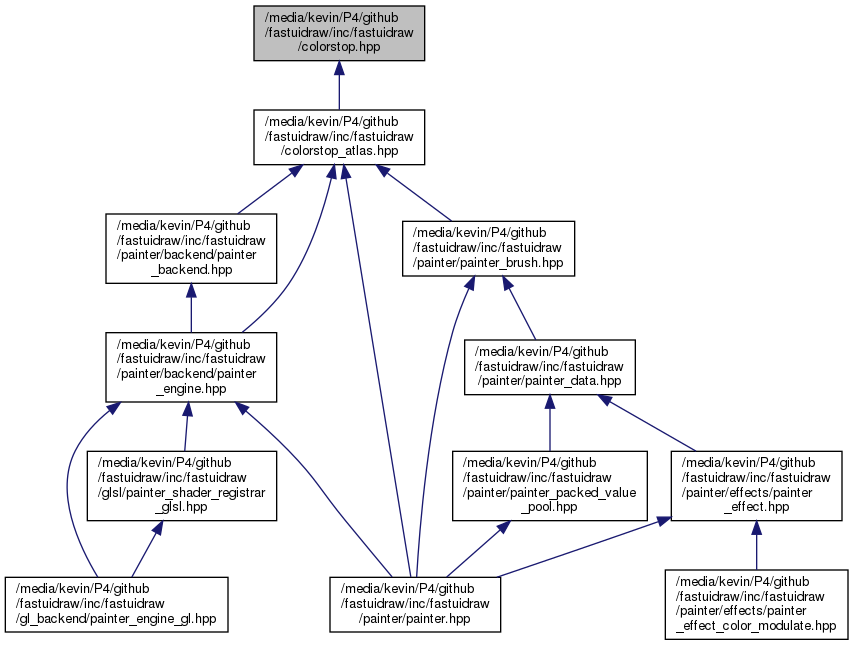 /media/kevin/P4/github
/fastuidraw/inc/fastuidraw
/colorstop.hpp
/media/kevin/P4/github
/fastuidraw/inc/fastuidraw
/colorstop_atlas.hpp
/media/kevin/P4/github
/fastuidraw/inc/fastuidraw
/painter/backend/painter
_backend.hpp
/media/kevin/P4/github
/fastuidraw/inc/fastuidraw
/painter/painter_brush.hpp
/media/kevin/P4/github
/fastuidraw/inc/fastuidraw
/painter/backend/painter
_engine.hpp
/media/kevin/P4/github
/fastuidraw/inc/fastuidraw
/painter/painter_data.hpp
/media/kevin/P4/github
/fastuidraw/inc/fastuidraw
/glsl/painter_shader_registrar
_glsl.hpp
/media/kevin/P4/github
/fastuidraw/inc/fastuidraw
/painter/painter_packed_value
_pool.hpp
/media/kevin/P4/github
/fastuidraw/inc/fastuidraw
/painter/effects/painter
_effect.hpp
/media/kevin/P4/github
/fastuidraw/inc/fastuidraw
/gl_backend/painter_engine_gl.hpp
/media/kevin/P4/github
/fastuidraw/inc/fastuidraw
/painter/painter.hpp
/media/kevin/P4/github
/fastuidraw/inc/fastuidraw
/painter/effects/painter
_effect_color_modulate.hpp